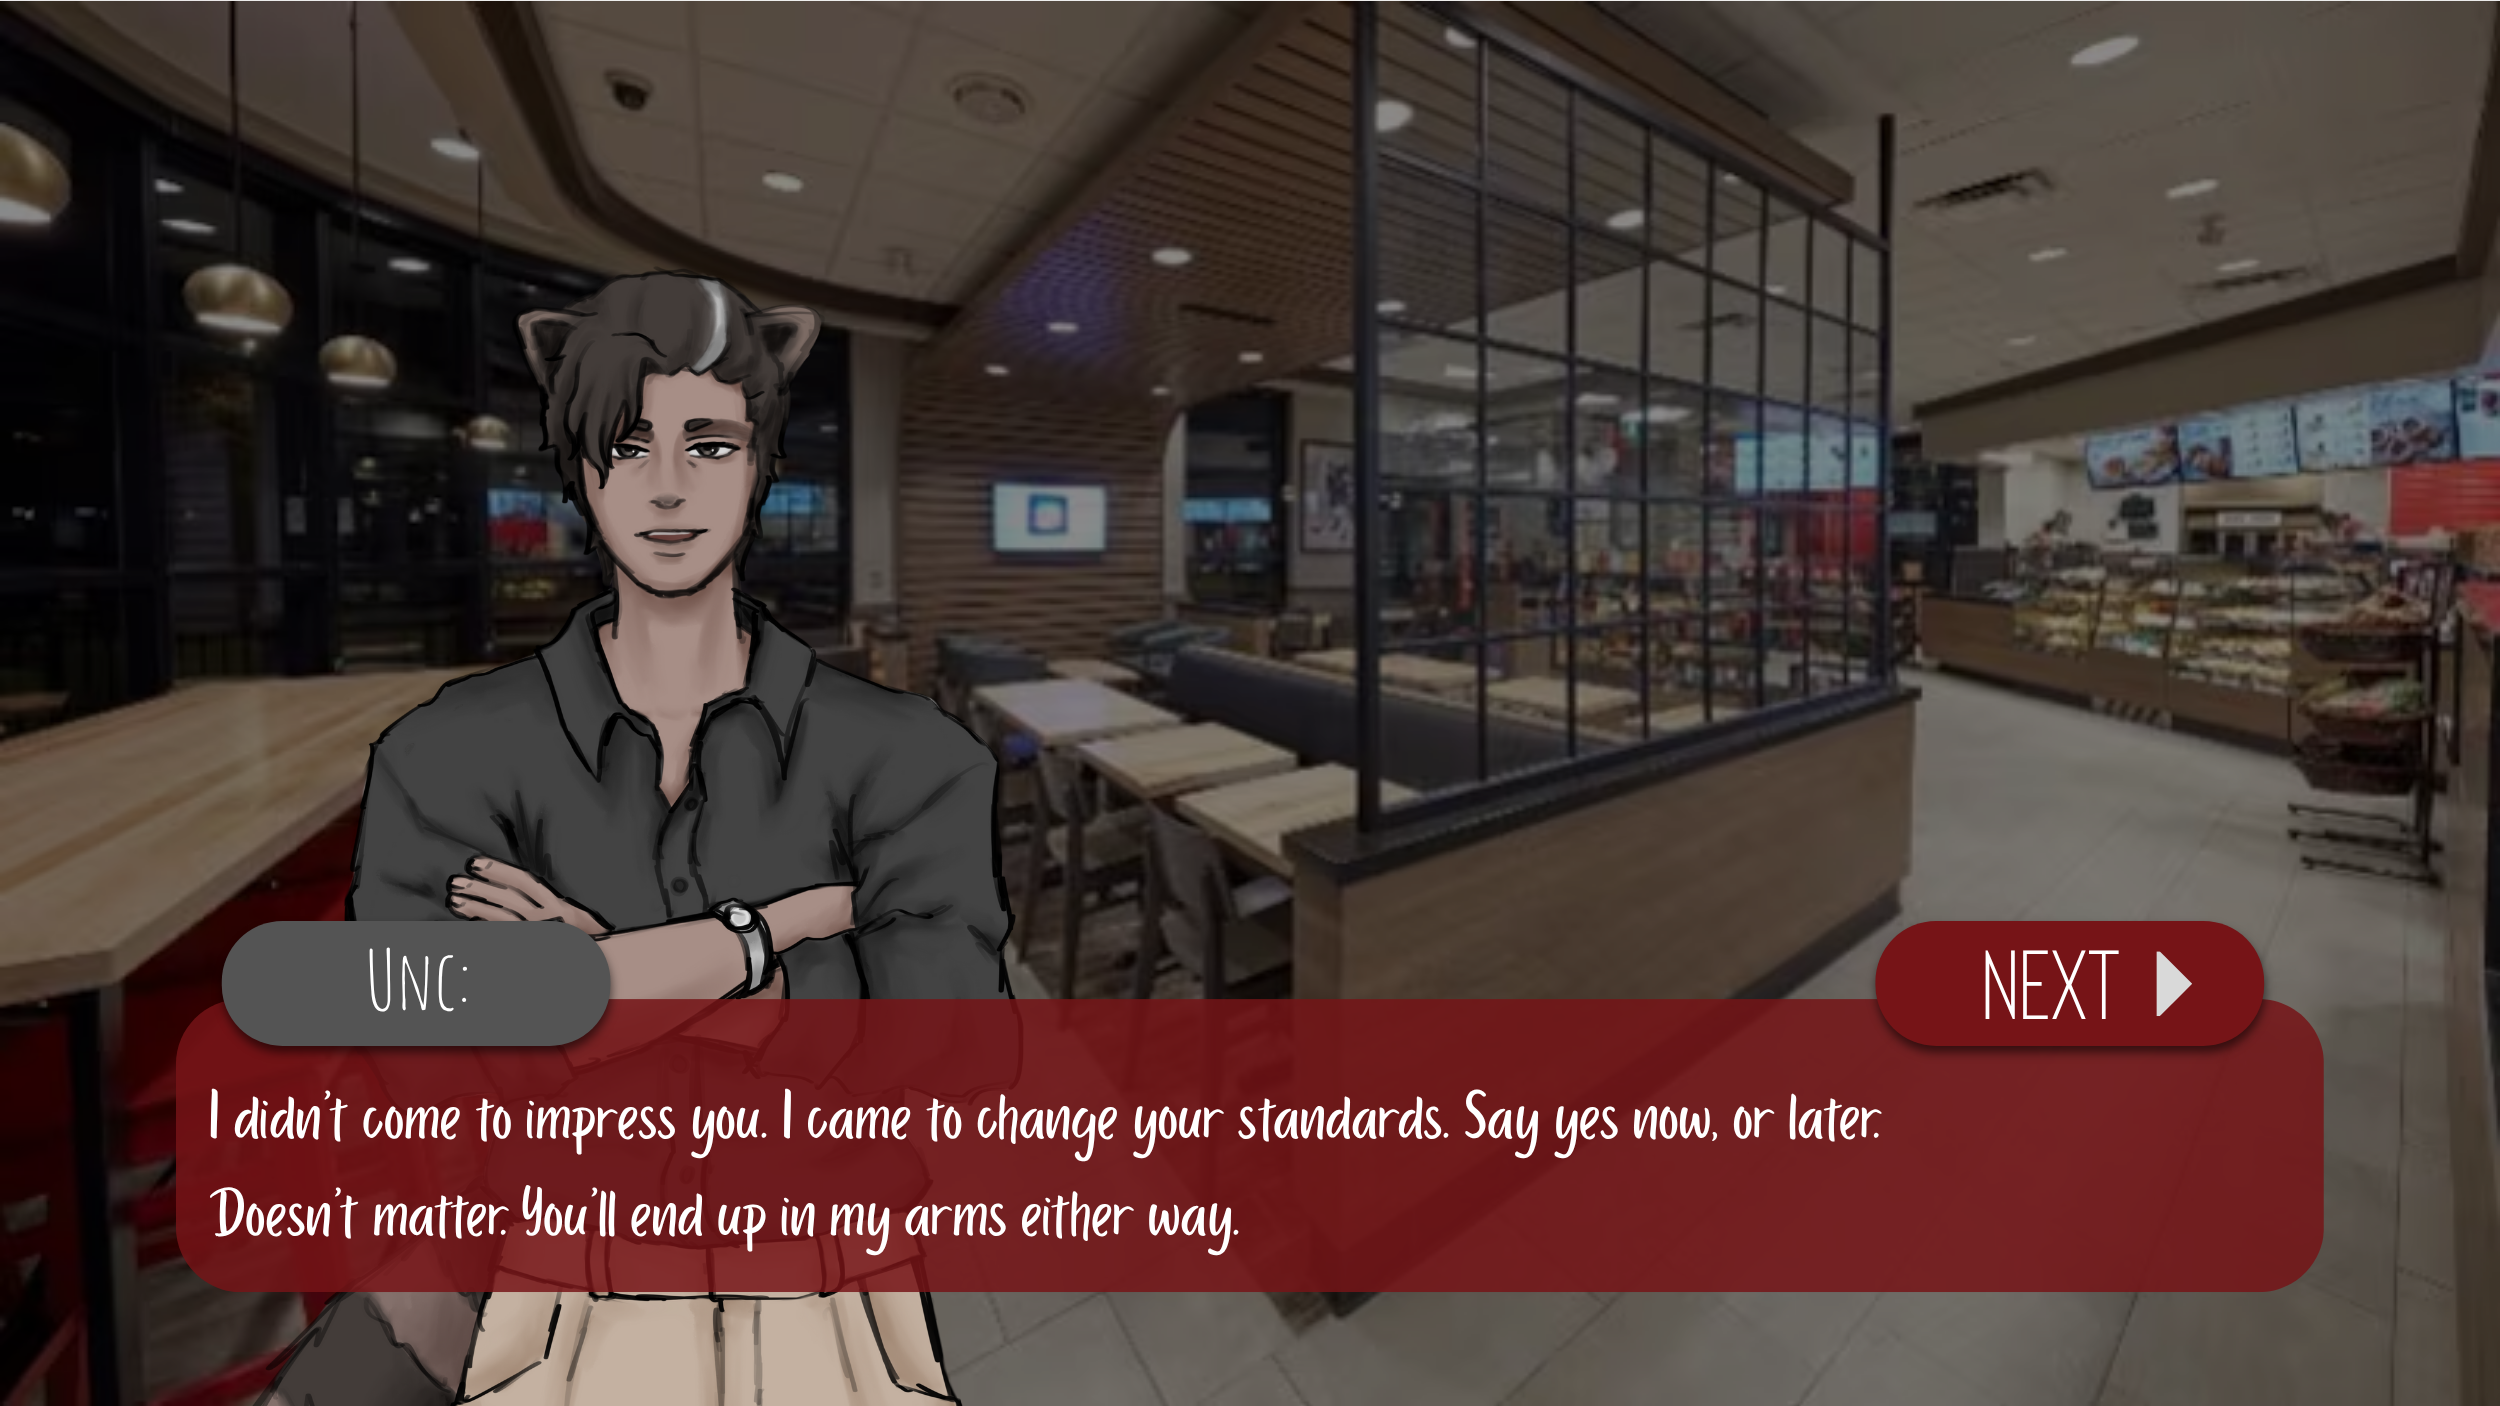 Unc:
NEXT
I didn't come to impress you. I came to change your standards. Say yes now, or later.
Doesn't matter. You'll end up in my arms either way.